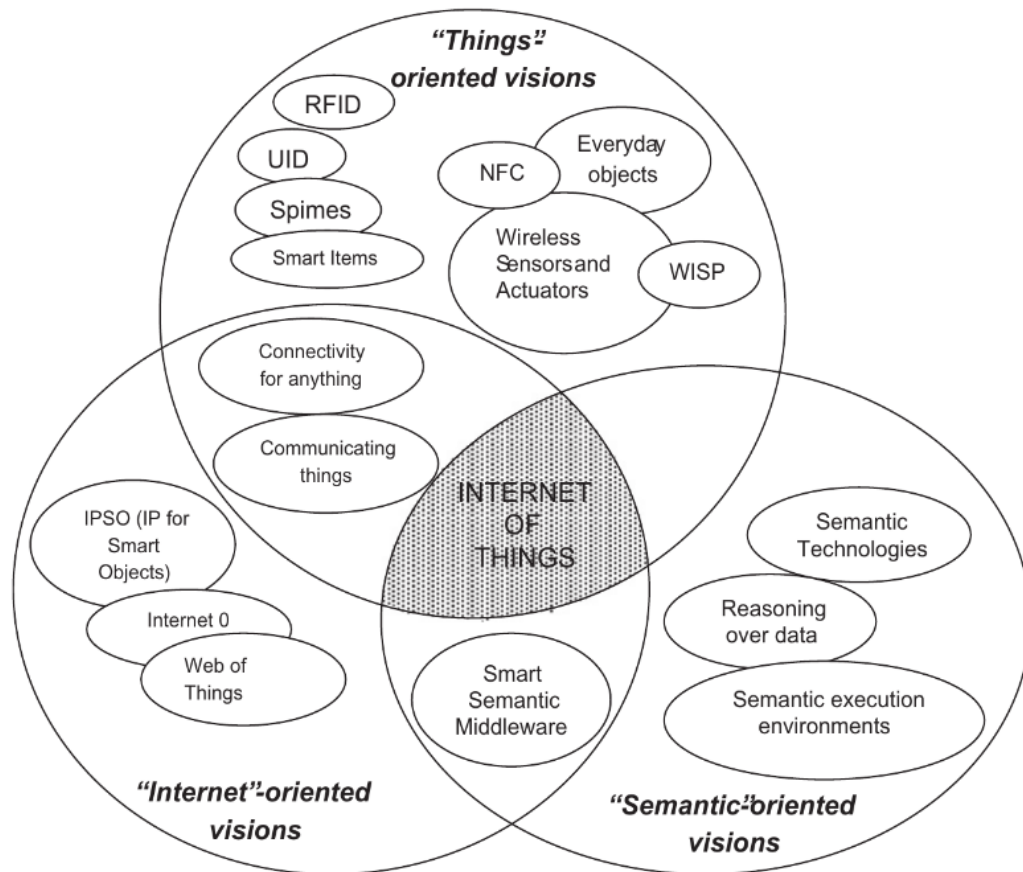 “Things”-
oriented visions
RFID
UID
Spimes
Smart Items
Everyday
objects
NFC
Wireless
Sensors and
Actuators
WISP
Connectivity
for anything
Communicating
things
INTERNET
OF
THINGS
IPSO (IP for
Smart
Objects)
Internet 0
Web of
Things
Semantic
Technologies
Reasoning
over data
Semantic execution
environments
Smart
Semantic
Middleware
“Internet”-oriented
visions
“Semantic”-oriented
visions